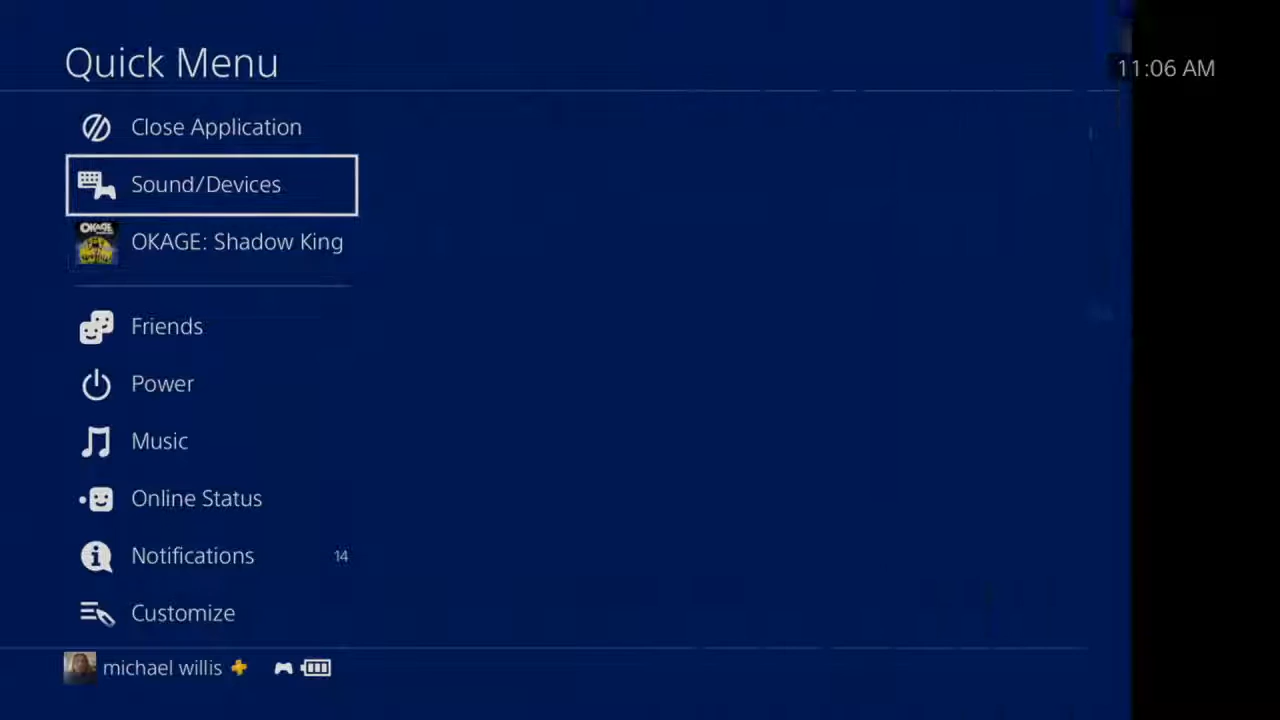 Quick Menu
11:06 AM
Close Application
Sound/Devices
OKAGE
OKAGE: Shadow King
Friends
Power
Music
Online Status
Notifications 14
Customize
michael willis